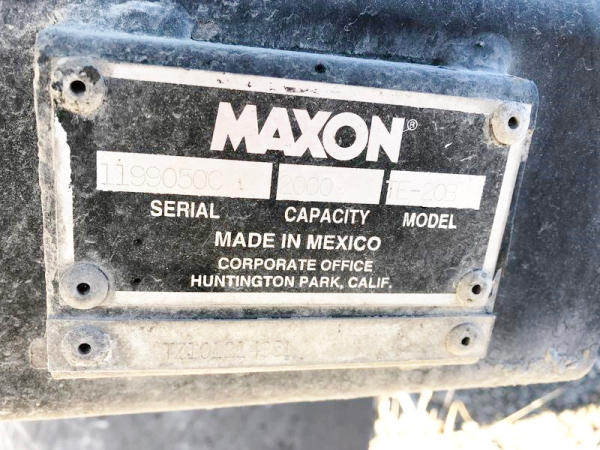 MAXON®
2000
SERIAL CAPACITY MODEL
MADE IN MEXICO
CORPORATE OFFICE
HUNTINGTON PARK, CALIF.